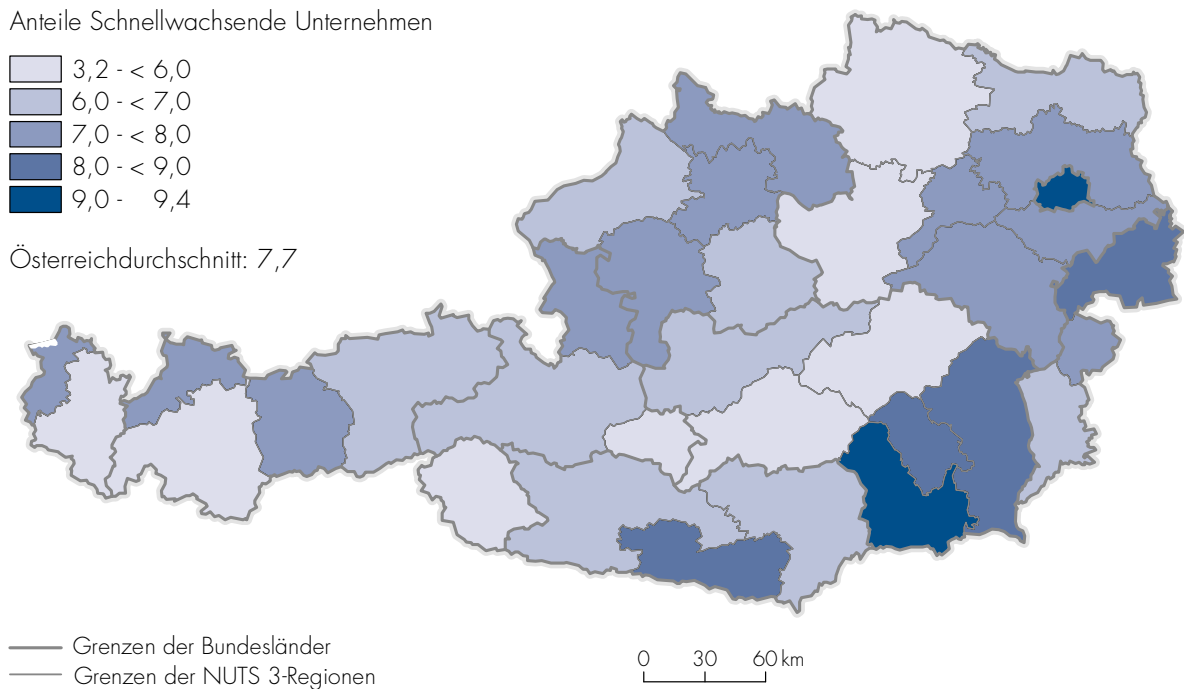 Anteile Schnellwachsende Unternehmen
3,2 - < 6,0
6,0 - < 7,0
7,0 - < 8,0
8,0 - < 9,0
9,0 - 9,4
Österreichdurchschnitt: 7,7
Grenzen der Bundesländer
Grenzen der NUTS 3-Regionen
0 30 60 km